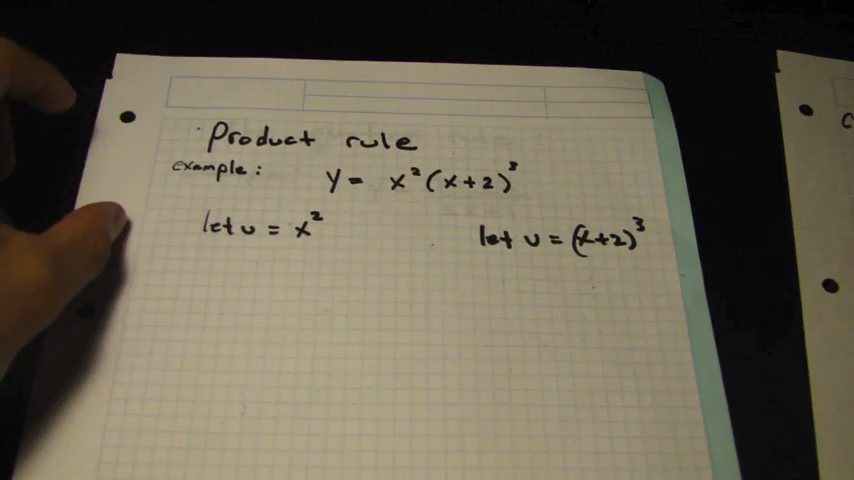 Product rule
example:
y = x²(x+2)³
let u = x²
let v = (x+2)³